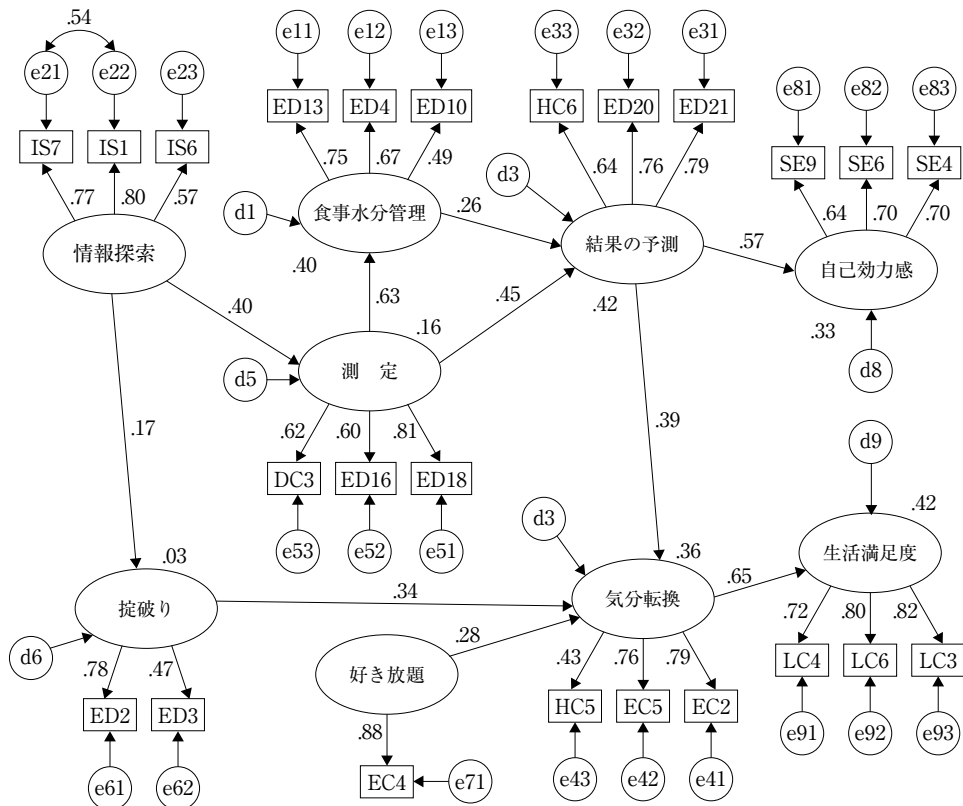 .54
e21 e22 e23
IS7 IS1 IS6
.77 .80 .57
情報探索
e11 e12 e13
ED13 ED4 ED10
.75 .67 .49
d1
食事水分管理
.40
.26
e33 e32 e31
HC6 ED20 ED21
.64 .76 .79
d3
結果の予測
.42
.57
e81 e82 e83
SE9 SE6 SE4
.64 .70 .70
自己効力感
.33
d8
.40
.63
.45
.16
d5
測　定
.62 .60 .81
DC3 ED16 ED18
e53 e52 e51
.17
.39
d9
.42
生活満足度
.72 .80 .82
LC4 LC6 LC3
e91 e92 e93
.03
掟破り
d6
.78 .47
ED2 ED3
e61 e62
.34
d3
.36
気分転換
.65
.28
好き放題
.88
EC4 e71
.43 .76 .79
HC5 EC5 EC2
e43 e42 e41